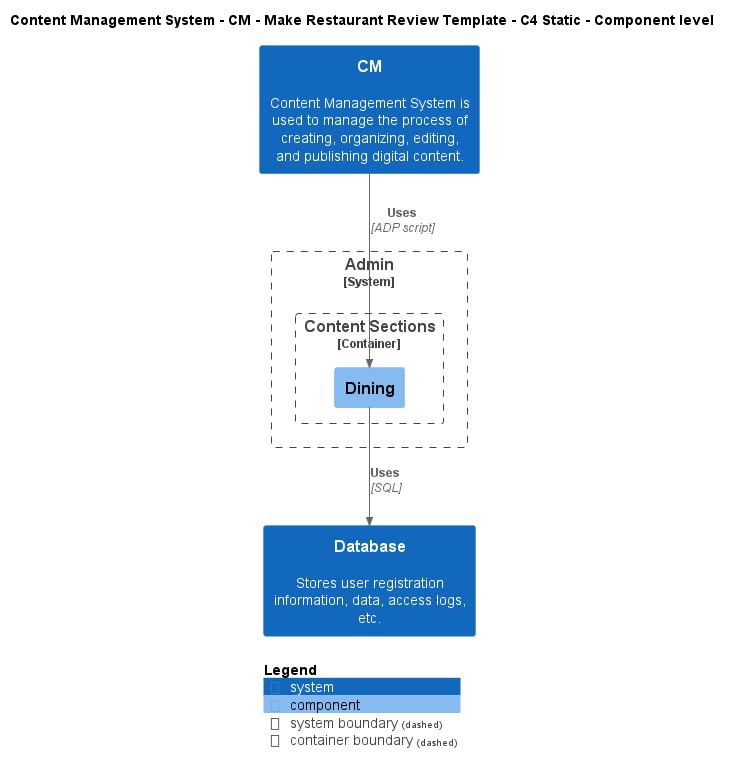 Content Management System - CM - Make Restaurant Review Template - C4 Static - Component level
CM
Content Management System is
used to manage the process of
creating, organizing, editing,
and publishing digital content.
Uses
[ADP script]
Admin
[System]
Content Sections
[Container]
Dining
Uses
[SQL]
Database
Stores user registration
information, data, access logs,
etc.
Legend
system
component
system boundary (dashed)
container boundary (dashed)